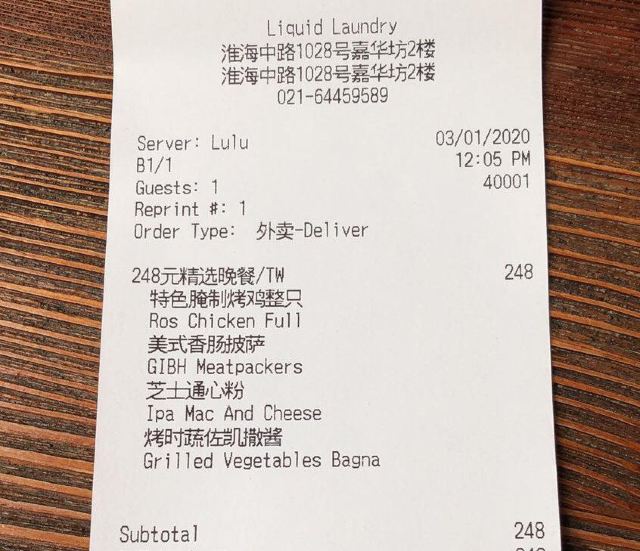 Liquid Laundry
淮海中路1028号嘉华坊2楼
淮海中路1028号嘉华坊2楼
021-64459589
Server: Lulu 03/01/2020
B1/1 12:05 PM
Guests: 1 40001
Reprint #: 1
Order Type: 外卖-Deliver
248元精选晚餐/TW 248
特色腌制烤鸡整只
Ros Chicken Full
美式香肠披萨
GIBH Meatpackers
芝士通心粉
Ipa Mac And Cheese
烤时蔬佐凯撒酱
Grilled Vegetables Bagna
Subtotal 248